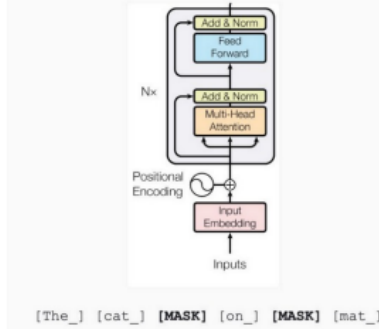 Add & Norm
Feed
Forward
Nx
Add & Norm
Multi-Head
Attention
Positional
Encoding
Input
Embedding
Inputs
[The_] [cat_] [MASK] [on_] [MASK] [mat_]